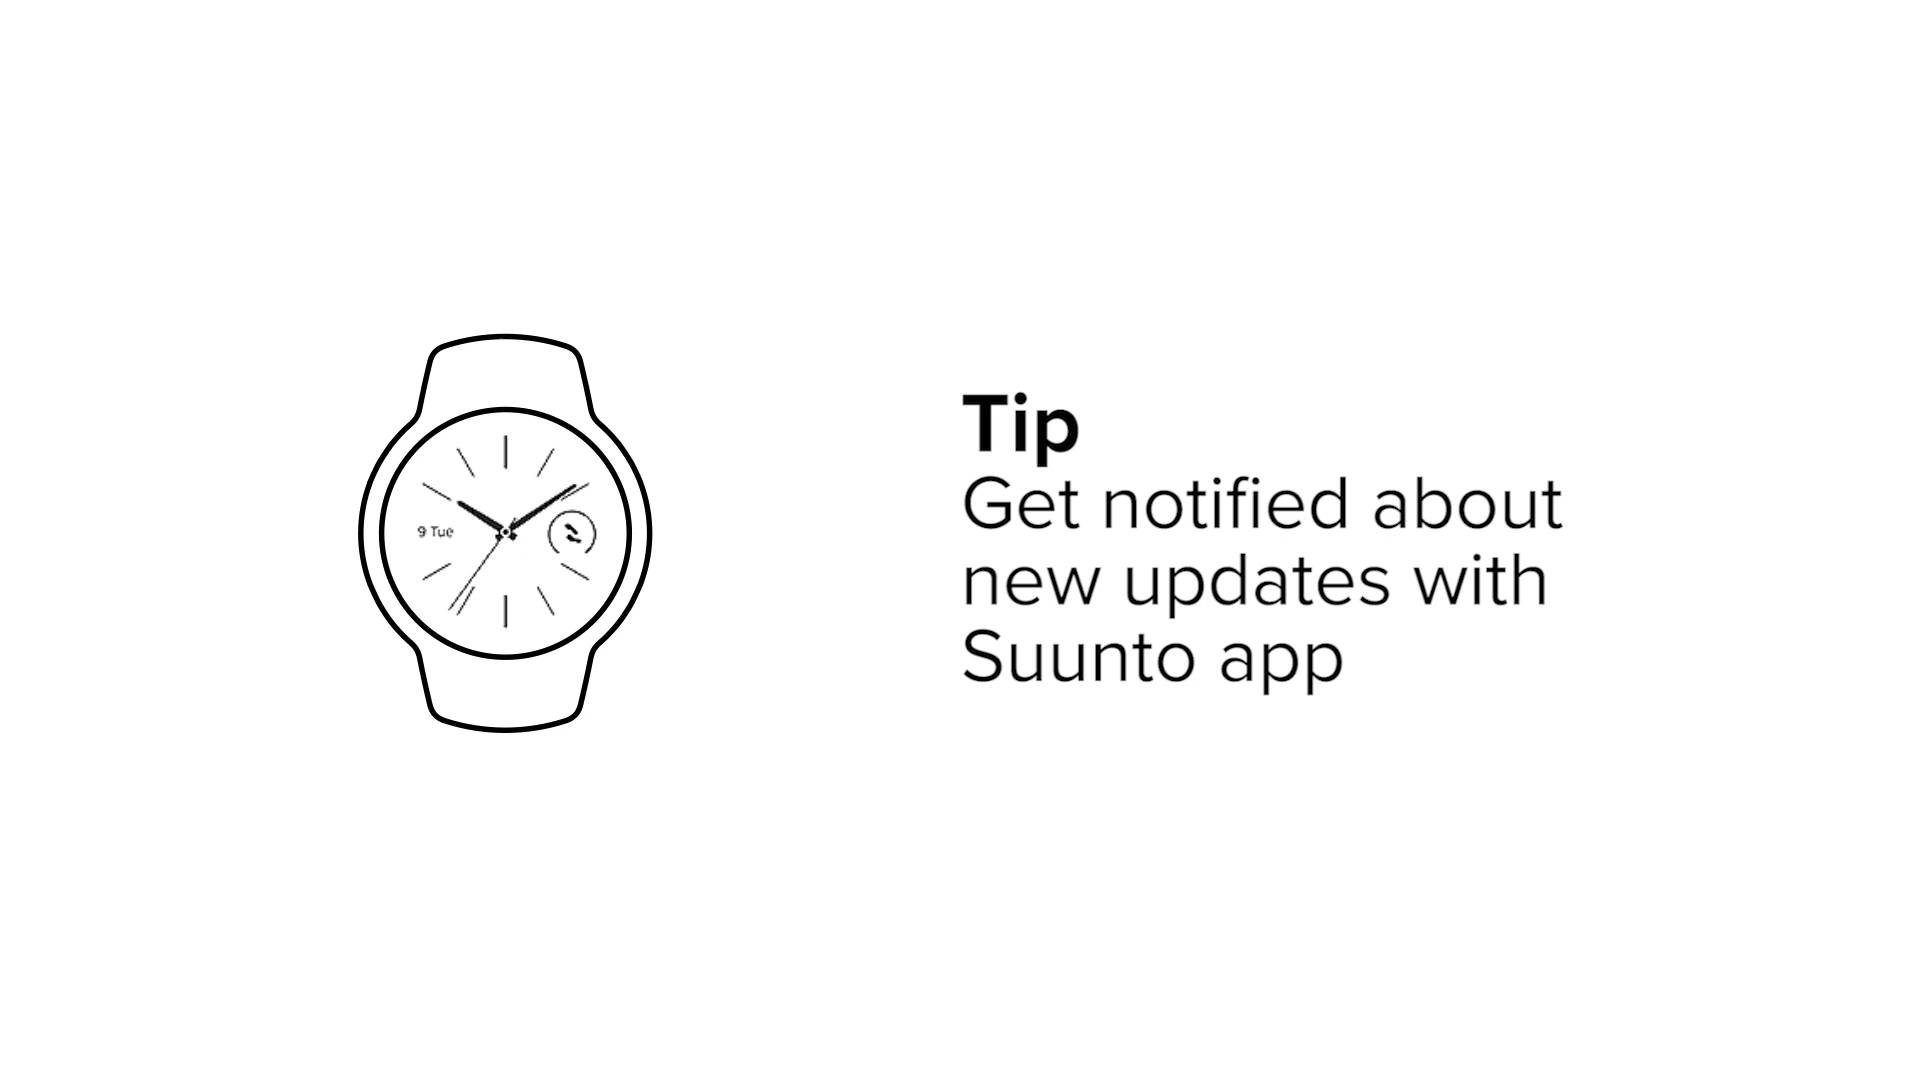 9 Tue
Tip
Get notified about
new updates with
Suunto app